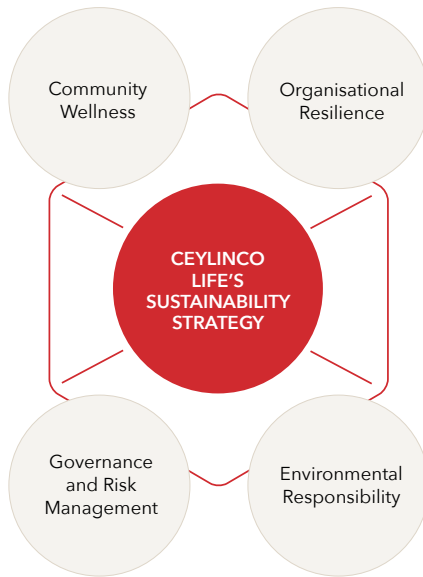 Community
Wellness
Organisational
Resilience
CEYLINCO
LIFE'S
SUSTAINABILITY
STRATEGY
Governance
and Risk
Management
Environmental
Responsibility